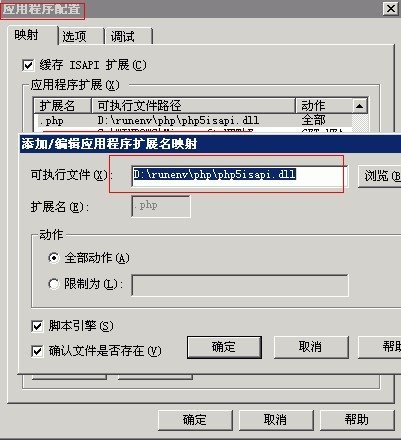 应用程序配置
映射 选项 调试
缓存 ISAPI 扩展(C)
应用程序扩展(X)
扩展名 可执行文件路径 动作
.php D:\runenv\php\php5isapi.dll 全部
添加/编辑应用程序扩展名映射
可执行文件(X): D:\runenv\php\php5isapi.dll 浏览(B)
扩展名(E): .php
动作
全部动作(A)
限制为(L):
脚本引擎(S)
确认文件是否存在(V)
确定 取消 帮助
确定 取消 帮助